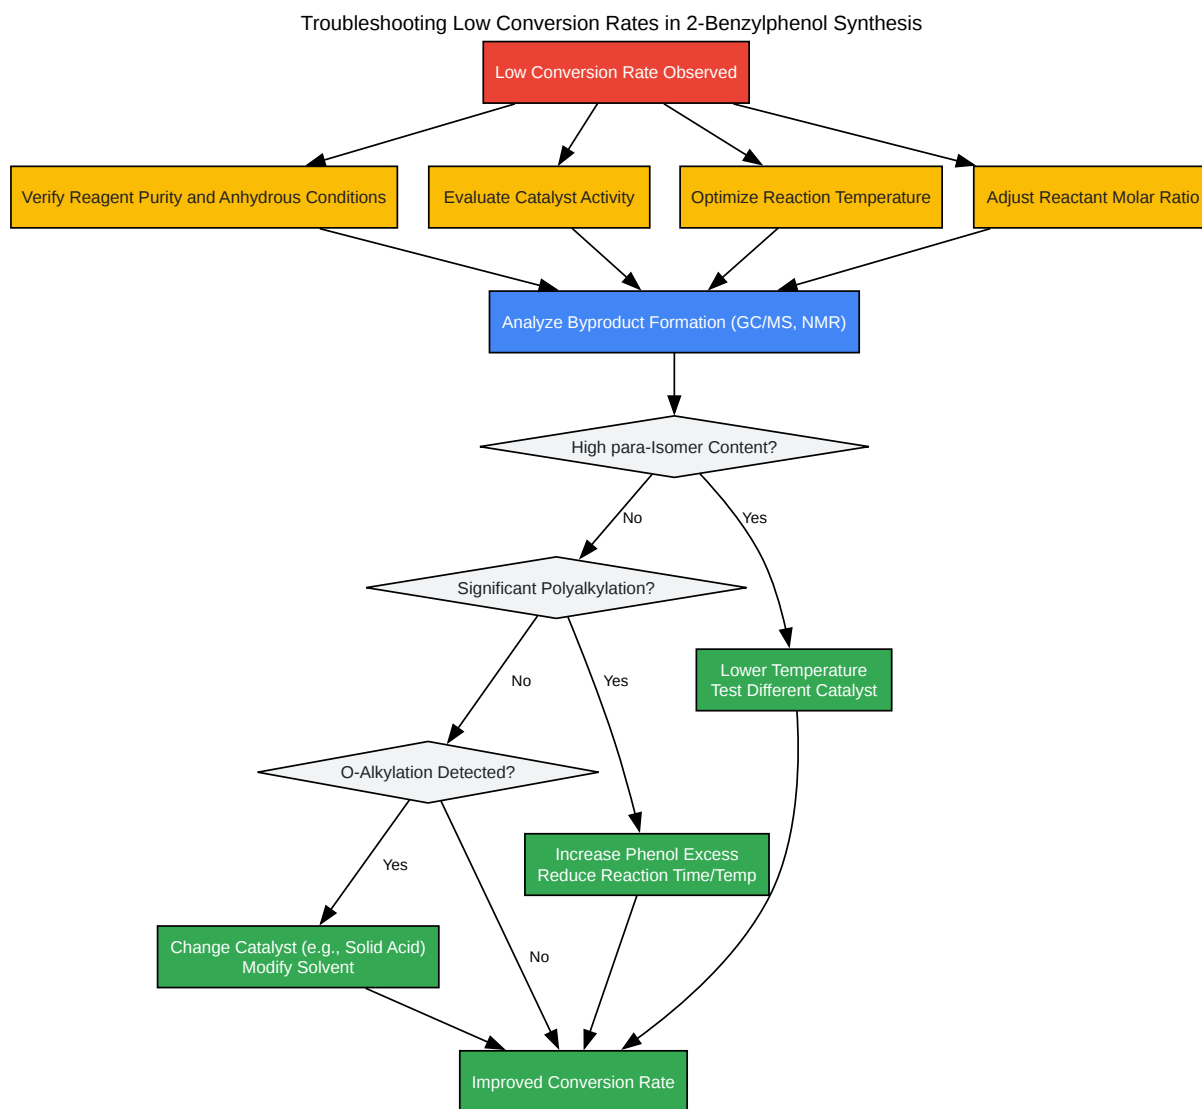 Troubleshooting Low Conversion Rates in 2-Benzylphenol Synthesis
Low Conversion Rate Observed
Verify Reagent Purity and Anhydrous Conditions
Evaluate Catalyst Activity
Optimize Reaction Temperature
Adjust Reactant Molar Ratio
Analyze Byproduct Formation (GC/MS, NMR)
High para-Isomer Content?
No
Yes
Significant Polyalkylation?
No
Yes
Lower Temperature
Test Different Catalyst
O-Alkylation Detected?
Yes
No
Increase Phenol Excess
Reduce Reaction Time/Temp
Change Catalyst (e.g., Solid Acid)
Modify Solvent
Improved Conversion Rate